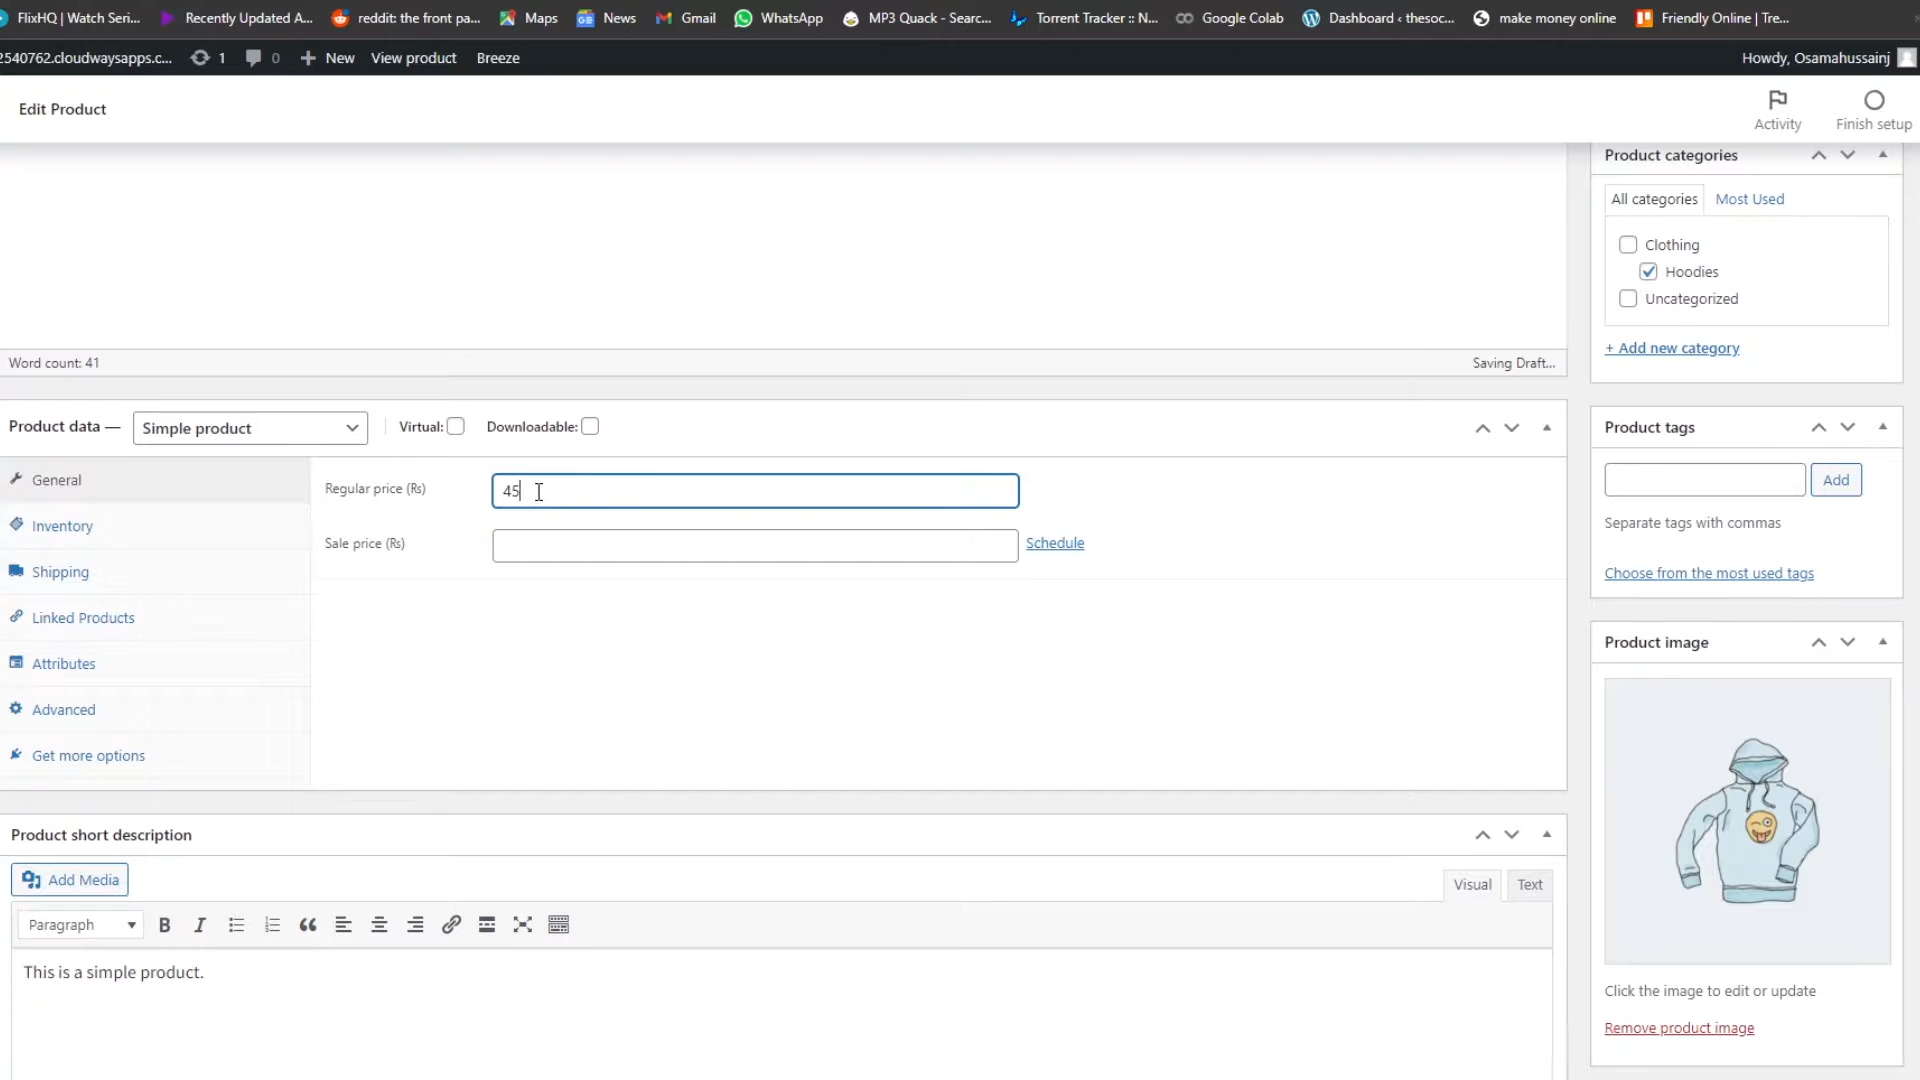 FlixHQ | Watch Seri...
Recently Updated A...
reddit: the front pa...
Maps
News
Gmail
WhatsApp
MP3 Quack - Searc...
Torrent Tracker :: N...
Google Colab
Dashboard ‹ thesoc...
make money online
Friendly Online | Tre...
2540762.cloudwaysapps.c...
1
0
New
View product
Breeze
Howdy, Osamahussainj
Edit Product
Activity
Finish setup
Product categories
All categories
Most Used
Clothing
Hoodies
Uncategorized
+ Add new category
Word count: 41
Saving Draft...
Product data —
Simple product
Virtual:
Downloadable:
General
Inventory
Shipping
Linked Products
Attributes
Advanced
Get more options
Regular price (₨)
45
Sale price (₨)
Schedule
Product tags
Add
Separate tags with commas
Choose from the most used tags
Product image
Click the image to edit or update
Remove product image
Product short description
Add Media
Visual
Text
Paragraph
B
I
This is a simple product.